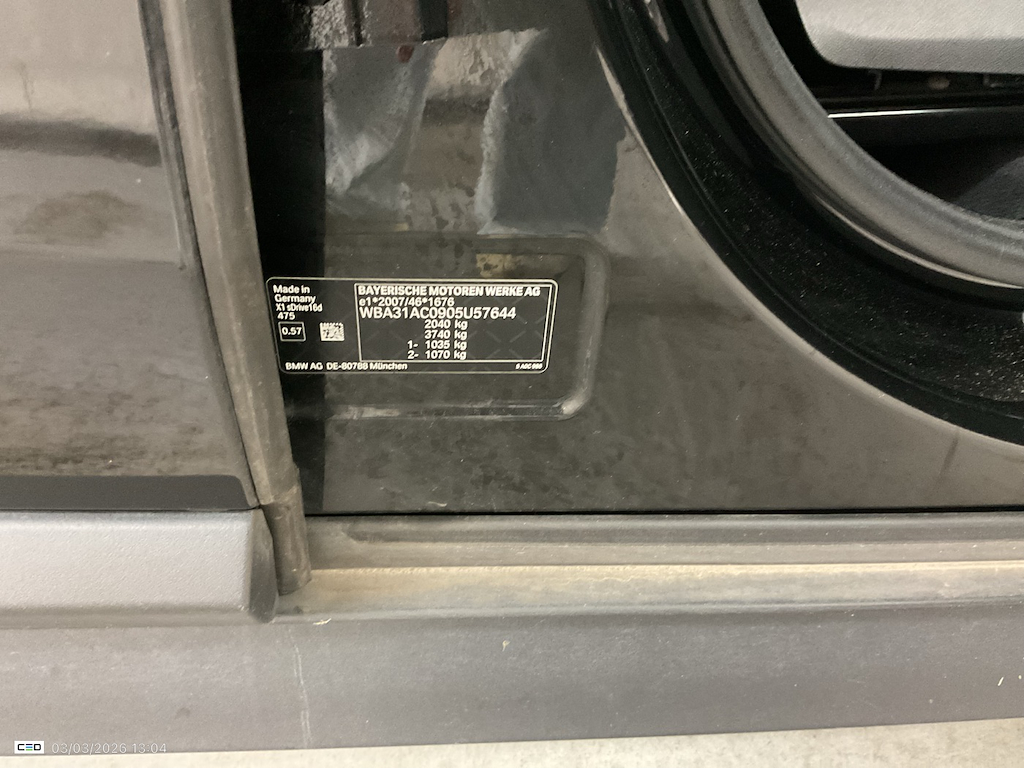 Made in
Germany
X1 sDrive16d
475
0.57
BAYERISCHE MOTOREN WERKE AG
e1*2007/46*1676
WBA31AC0905U57644
2040 kg
3740 kg
1- 1035 kg
2- 1070 kg
BMW AG DE-80788 München
03/03/2026 13:04